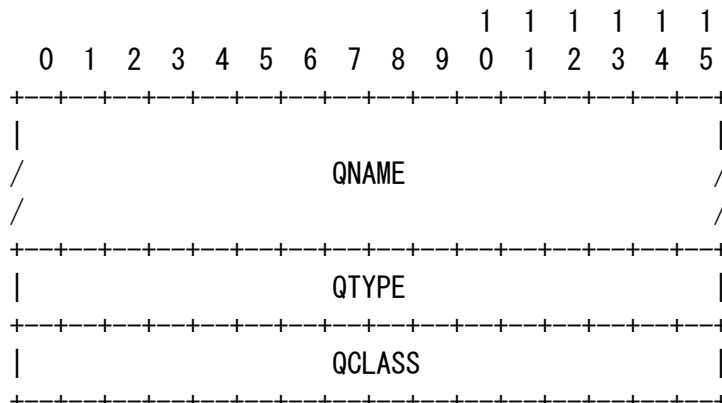 1  1  1  1  1  1
  0  1  2  3  4  5  6  7  8  9  0  1  2  3  4  5
+--+--+--+--+--+--+--+--+--+--+--+--+--+--+--+--+
|                                               |
/                     QNAME                     /
/                                               /
+--+--+--+--+--+--+--+--+--+--+--+--+--+--+--+--+
|                     QTYPE                     |
+--+--+--+--+--+--+--+--+--+--+--+--+--+--+--+--+
|                     QCLASS                    |
+--+--+--+--+--+--+--+--+--+--+--+--+--+--+--+--+